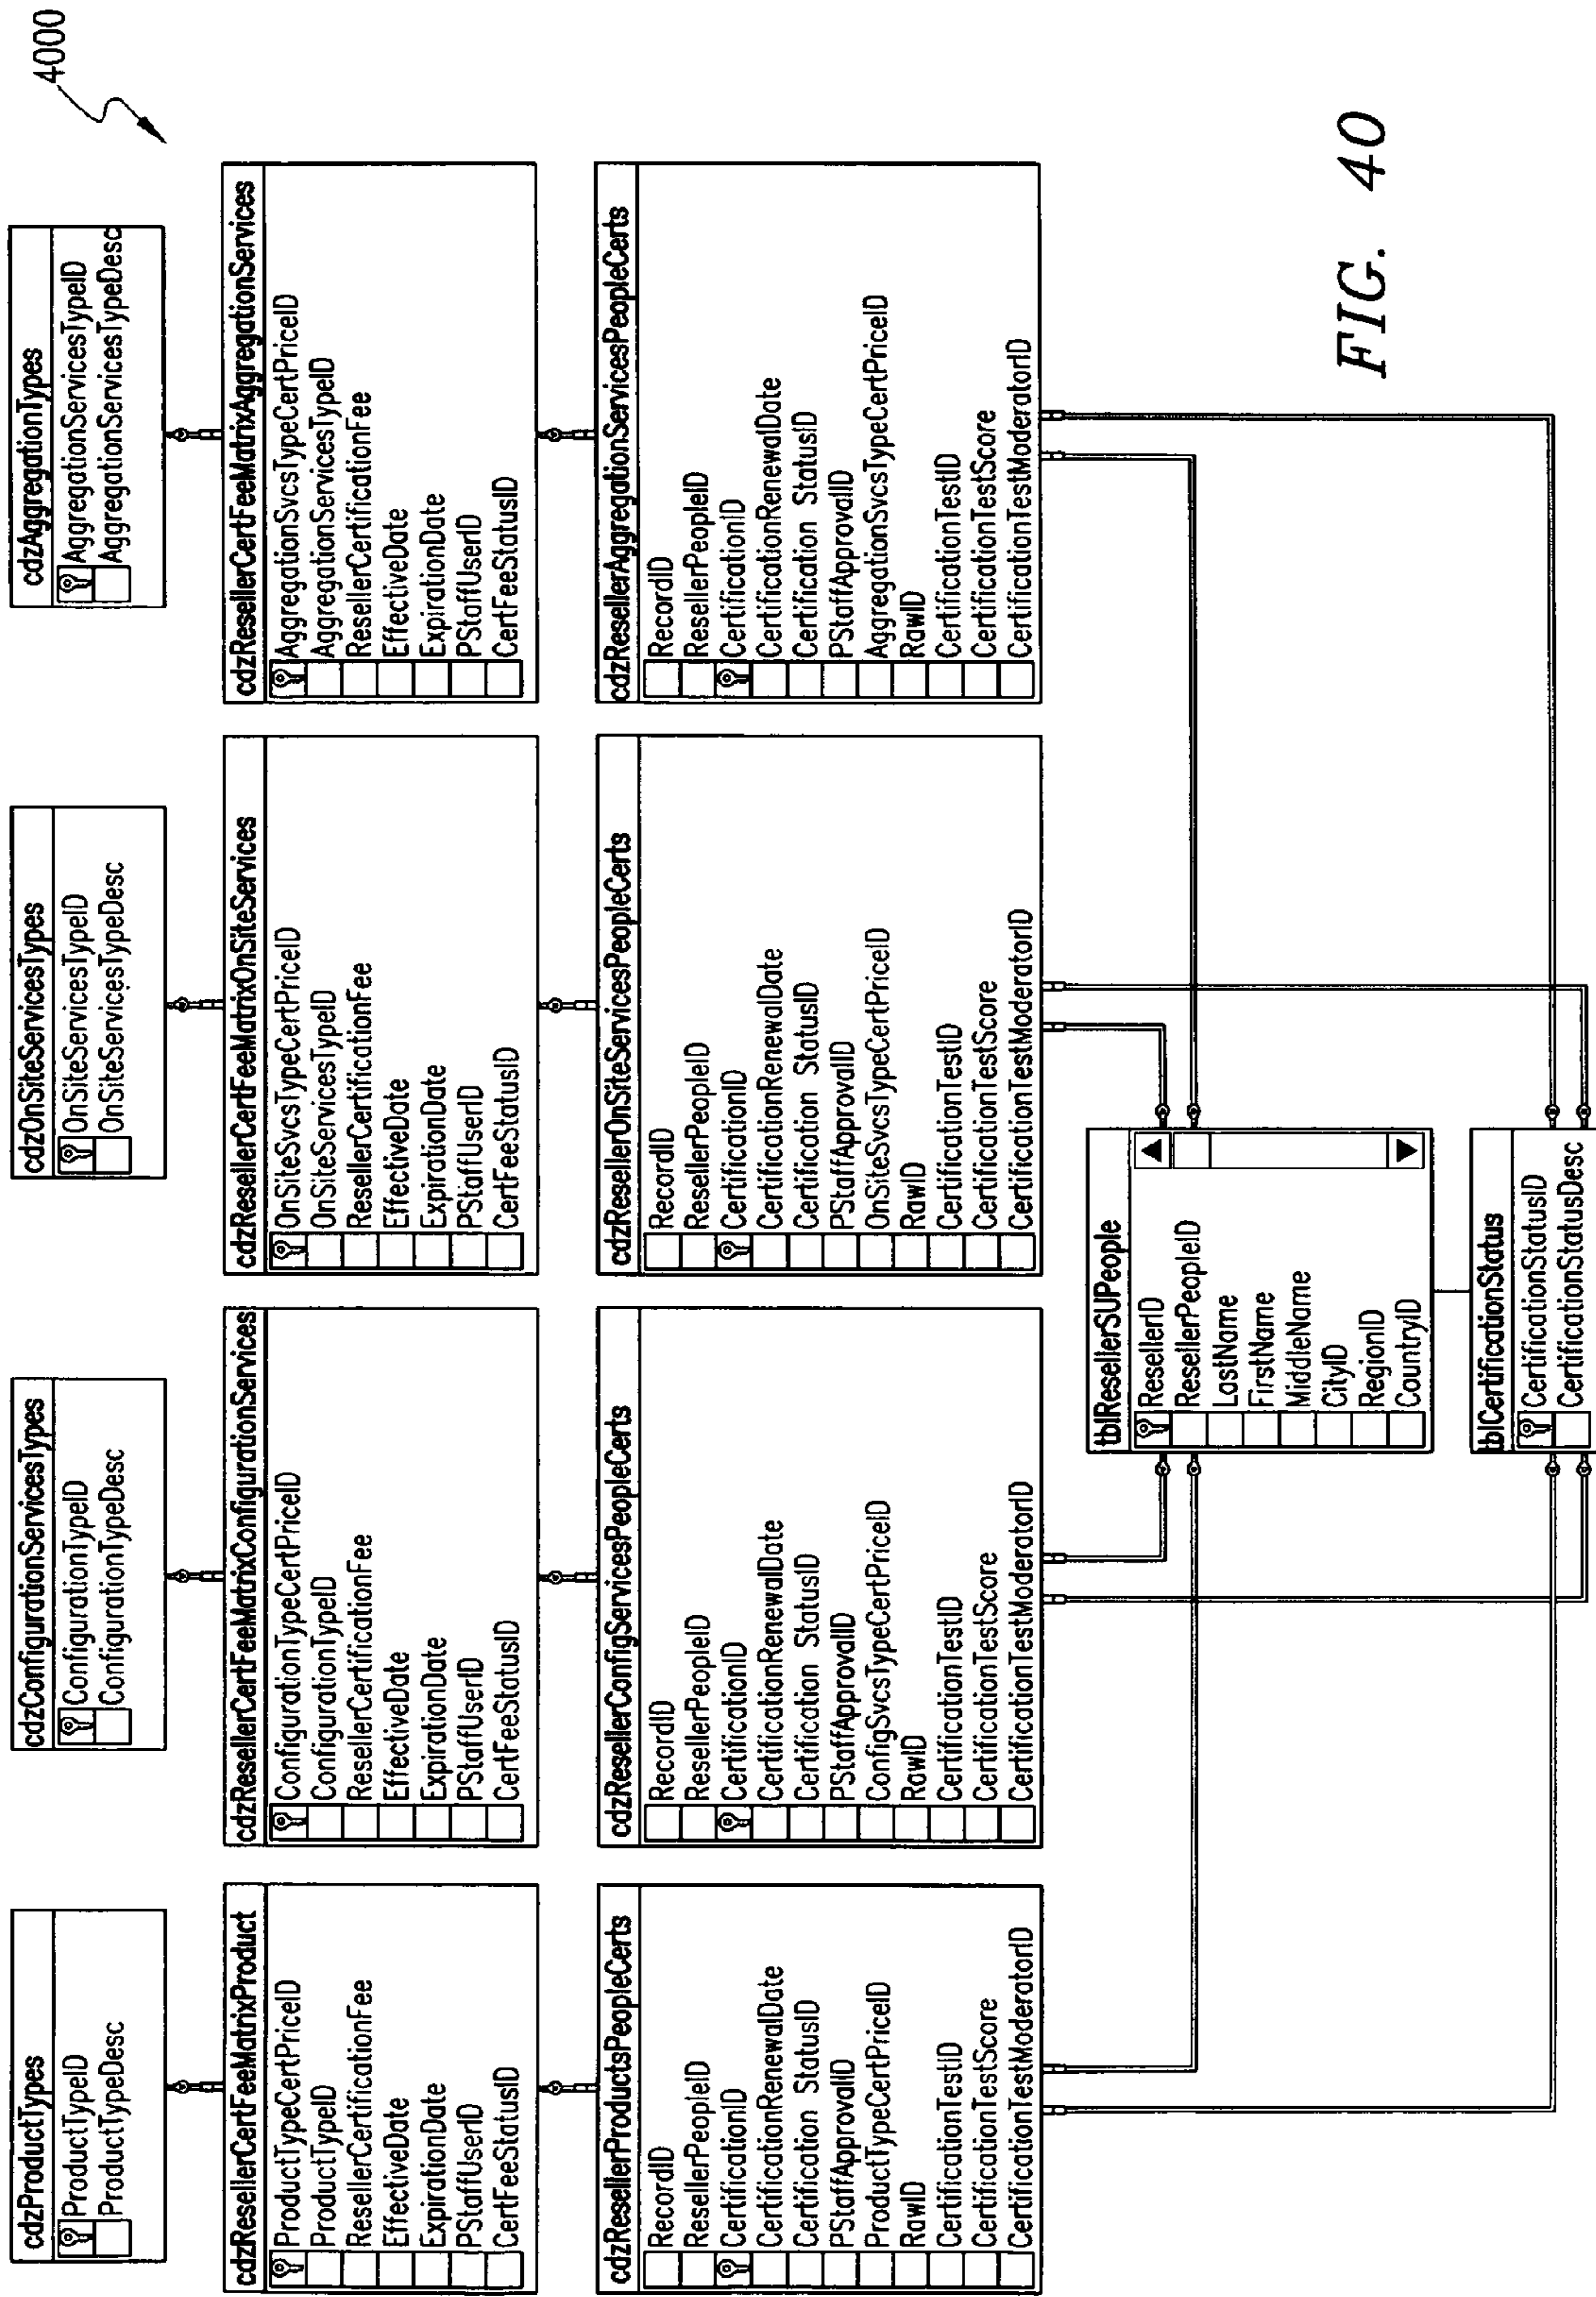 4000
cdzProductTypes
ProductTypeID
ProductTypeDesc
cdzConfigurationServicesTypes
ConfigurationTypeID
ConfigurationTypeDesc
cdzOnSiteServicesTypes
OnSiteServicesTypeID
OnSiteServicesTypeDesc
cdzAggregationTypes
AggregationServicesTypeID
AggregationServicesTypeDesc
cdzResellerCertFeeMatrixProduct
ProductTypeCertPriceID
ProductTypeID
ResellerCertificationFee
EffectiveDate
ExpirationDate
PStaffUserID
CertFeeStatusID
cdzResellerCertFeeMatrixConfigurationServices
ConfigurationTypeCertPriceID
ConfigurationTypeID
ResellerCertificationFee
EffectiveDate
ExpirationDate
PStaffUserID
CertFeeStatusID
cdzResellerCertFeeMatrixOnSiteServices
OnSiteSvcsTypeCertPriceID
OnSiteServicesTypeID
ResellerCertificationFee
EffectiveDate
ExpirationDate
PStaffUserID
CertFeeStatusID
cdzResellerCertFeeMatrixAggregationServices
AggregationSvcsTypeCertPriceID
AggregationServicesTypeID
ResellerCertificationFee
EffectiveDate
ExpirationDate
PStaffUserID
CertFeeStatusID
cdzResellerProductsPeopleCerts
RecordID
ResellerPeopleID
CertificationID
CertificationRenewalDate
Certification StatusID
PStaffApprovalID
ProductTypeCertPriceID
RawID
CertificationTestID
CertificationTestScore
CertificationTestModeratorID
cdzResellerConfigServicesPeopleCerts
RecordID
ResellerPeopleID
CertificationID
CertificationRenewalDate
Certification StatusID
PStaffApprovalID
ConfigSvcsTypeCertPriceID
RawID
CertificationTestID
CertificationTestScore
CertificationTestModeratorID
cdzResellerOnSiteServicesPeopleCerts
RecordID
ResellerPeopleID
CertificationID
CertificationRenewalDate
Certification StatusID
PStaffApprovalID
OnSiteSvcsTypeCertPriceID
RawID
CertificationTestID
CertificationTestScore
CertificationTestModeratorID
cdzResellerAggregationServicesPeopleCerts
RecordID
ResellerPeopleID
CertificationID
CertificationRenewalDate
Certification StatusID
PStaffApprovalID
AggregationSvcsTypeCertPriceID
RawID
CertificationTestID
CertificationTestScore
CertificationTestModeratorID
tblResellerSUPeople
ResellerID
ResellerPeopleID
LastName
FirstName
MiddleName
CityID
RegionID
CountryID
tblCertificationStatus
CertificationStatusID
CertificationStatusDesc
FIG. 40